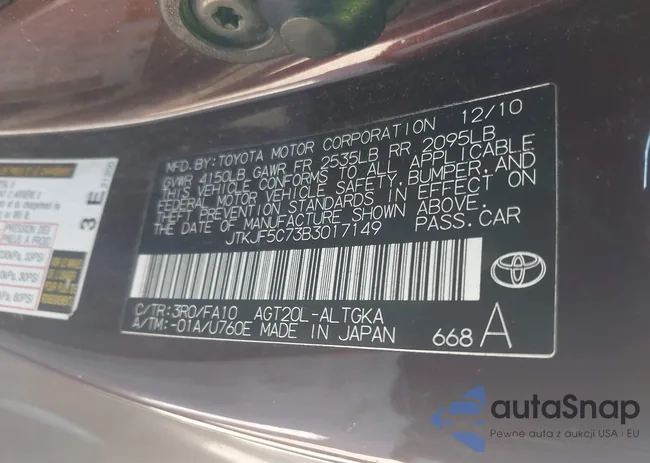 MFD. BY: TOYOTA MOTOR CORPORATION 12/10
GVWR 4150LB GAWR FR 2535LB RR 2095LB
THIS VEHICLE CONFORMS TO ALL APPLICABLE
FEDERAL MOTOR VEHICLE SAFETY, BUMPER, AND
THEFT PREVENTION STANDARDS IN EFFECT ON
THE DATE OF MANUFACTURE SHOWN ABOVE.
JTKJF5C73B3017149 PASS. CAR
C/TR: 3R0/FA10 AGT20L-ALTGKA
A/TM: -01A/U760E MADE IN JAPAN
668 A
3 E
PRESSION DES
autaSnap
Pewne auta z aukcji USA i EU